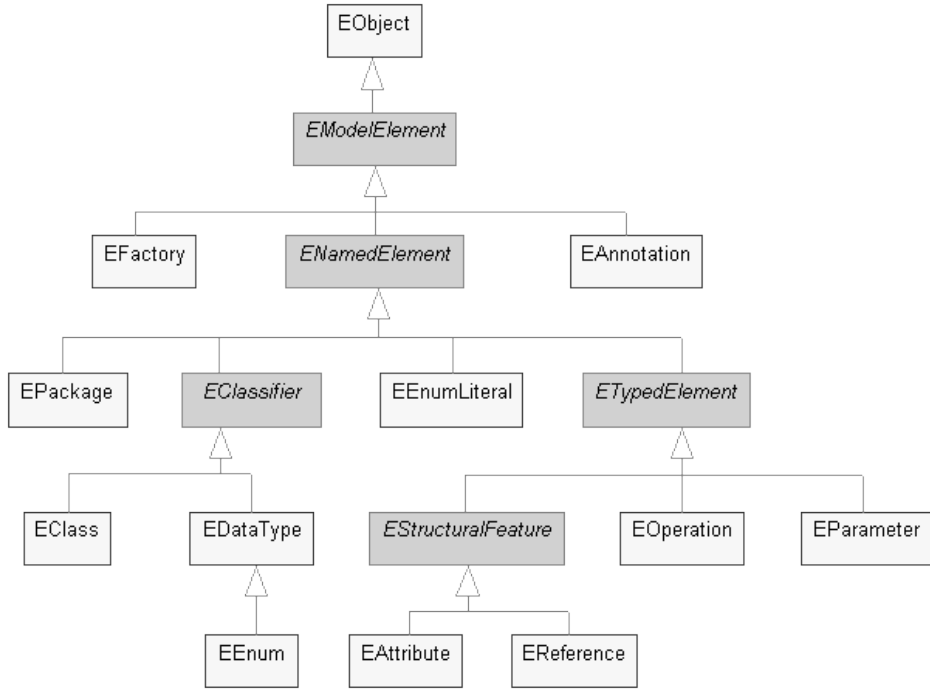 EObject
EModelElement
EFactory
ENamedElement
EAnnotation
EPackage
EClassifier
EEnumLiteral
ETypedElement
EClass
EDataType
EStructuralFeature
EOperation
EParameter
EEnum
EAttribute
EReference